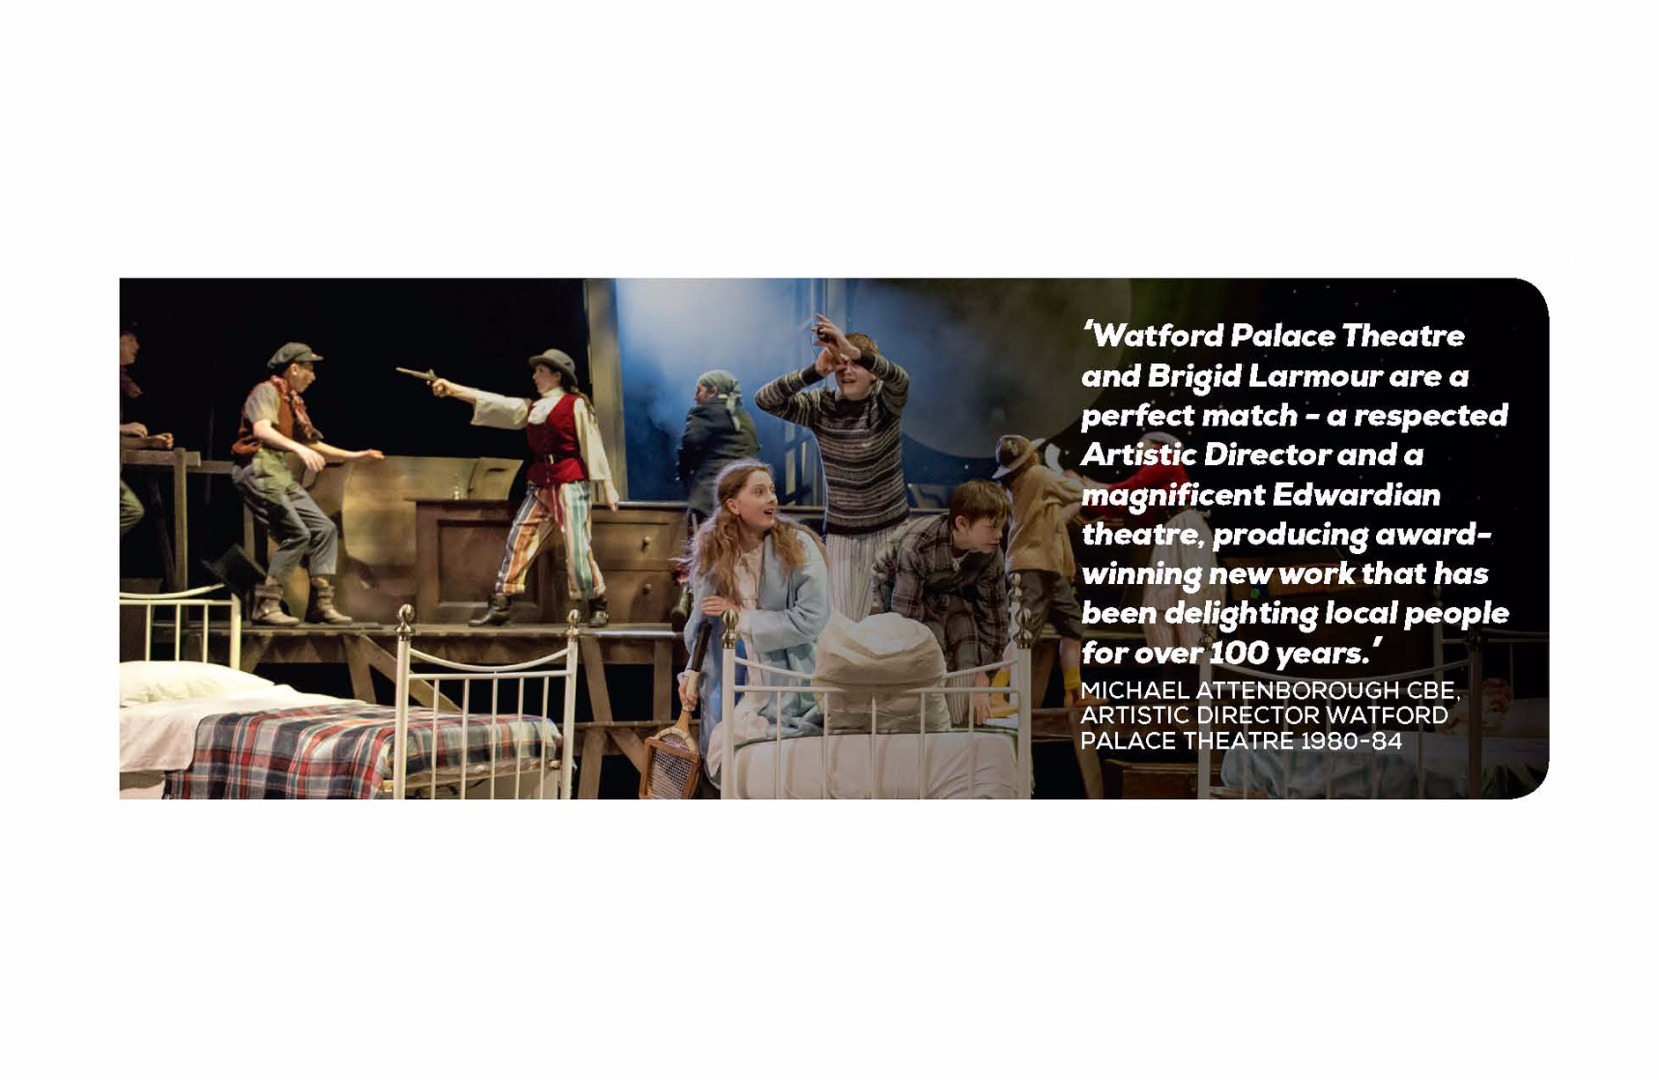 ‘Watford Palace Theatre
and Brigid Larmour are a
perfect match – a respected
Artistic Director and a
magnificent Edwardian
theatre, producing award-
winning new work that has
been delighting local people
for over 100 years.’
MICHAEL ATTENBOROUGH CBE,
ARTISTIC DIRECTOR WATFORD
PALACE THEATRE 1980-84